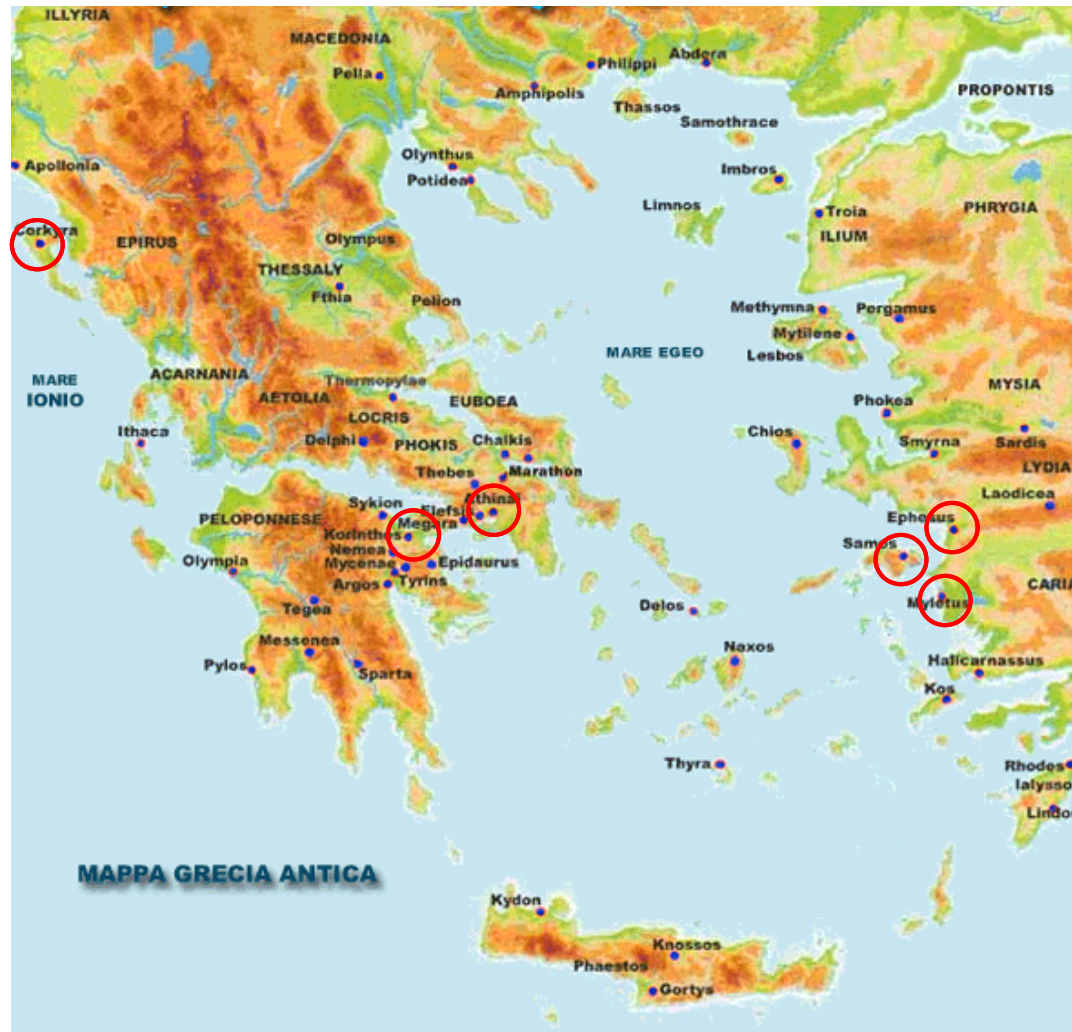 ILLYRIA
MACEDONIA
Pella
Philippi
Abdera
Amphipolis
Thassos
PROPONTIS
Samothrace
Apollonia
Olynthus
Potidea
Imbros
Limnos
Troia
PHRYGIA
ILIUM
Corkyra
EPIRUS
Olympus
THESSALY
Fthia
Pelion
Methymna
Pergamus
Mytilene
Lesbos
MARE EGEO
MARE
IONIO
ACARNANIA
Thermopylae
AETOLIA
EUBOEA
MYSIA
Phokea
LOCRIS
Ithaca
Delphi
PHOKIS
Chalkis
Chios
Smyrna
Sardis
Thebes
Marathon
LYDIA
Sykion
Athinai
Laodicea
PELOPONNESE
Elefsis
Megara
Ephesus
Korinthos
Samos
Nemea
Olympia
Mycenae
Epidaurus
Argos
Tyrins
CARIA
Tegea
Delos
Myletus
Messenea
Naxos
Pylos
Sparta
Halicarnassus
Kos
Thyra
Rhodes
Ialysso
Lindo
MAPPA GRECIA ANTICA
Kydon
Knossos
Phaestos
Gortys